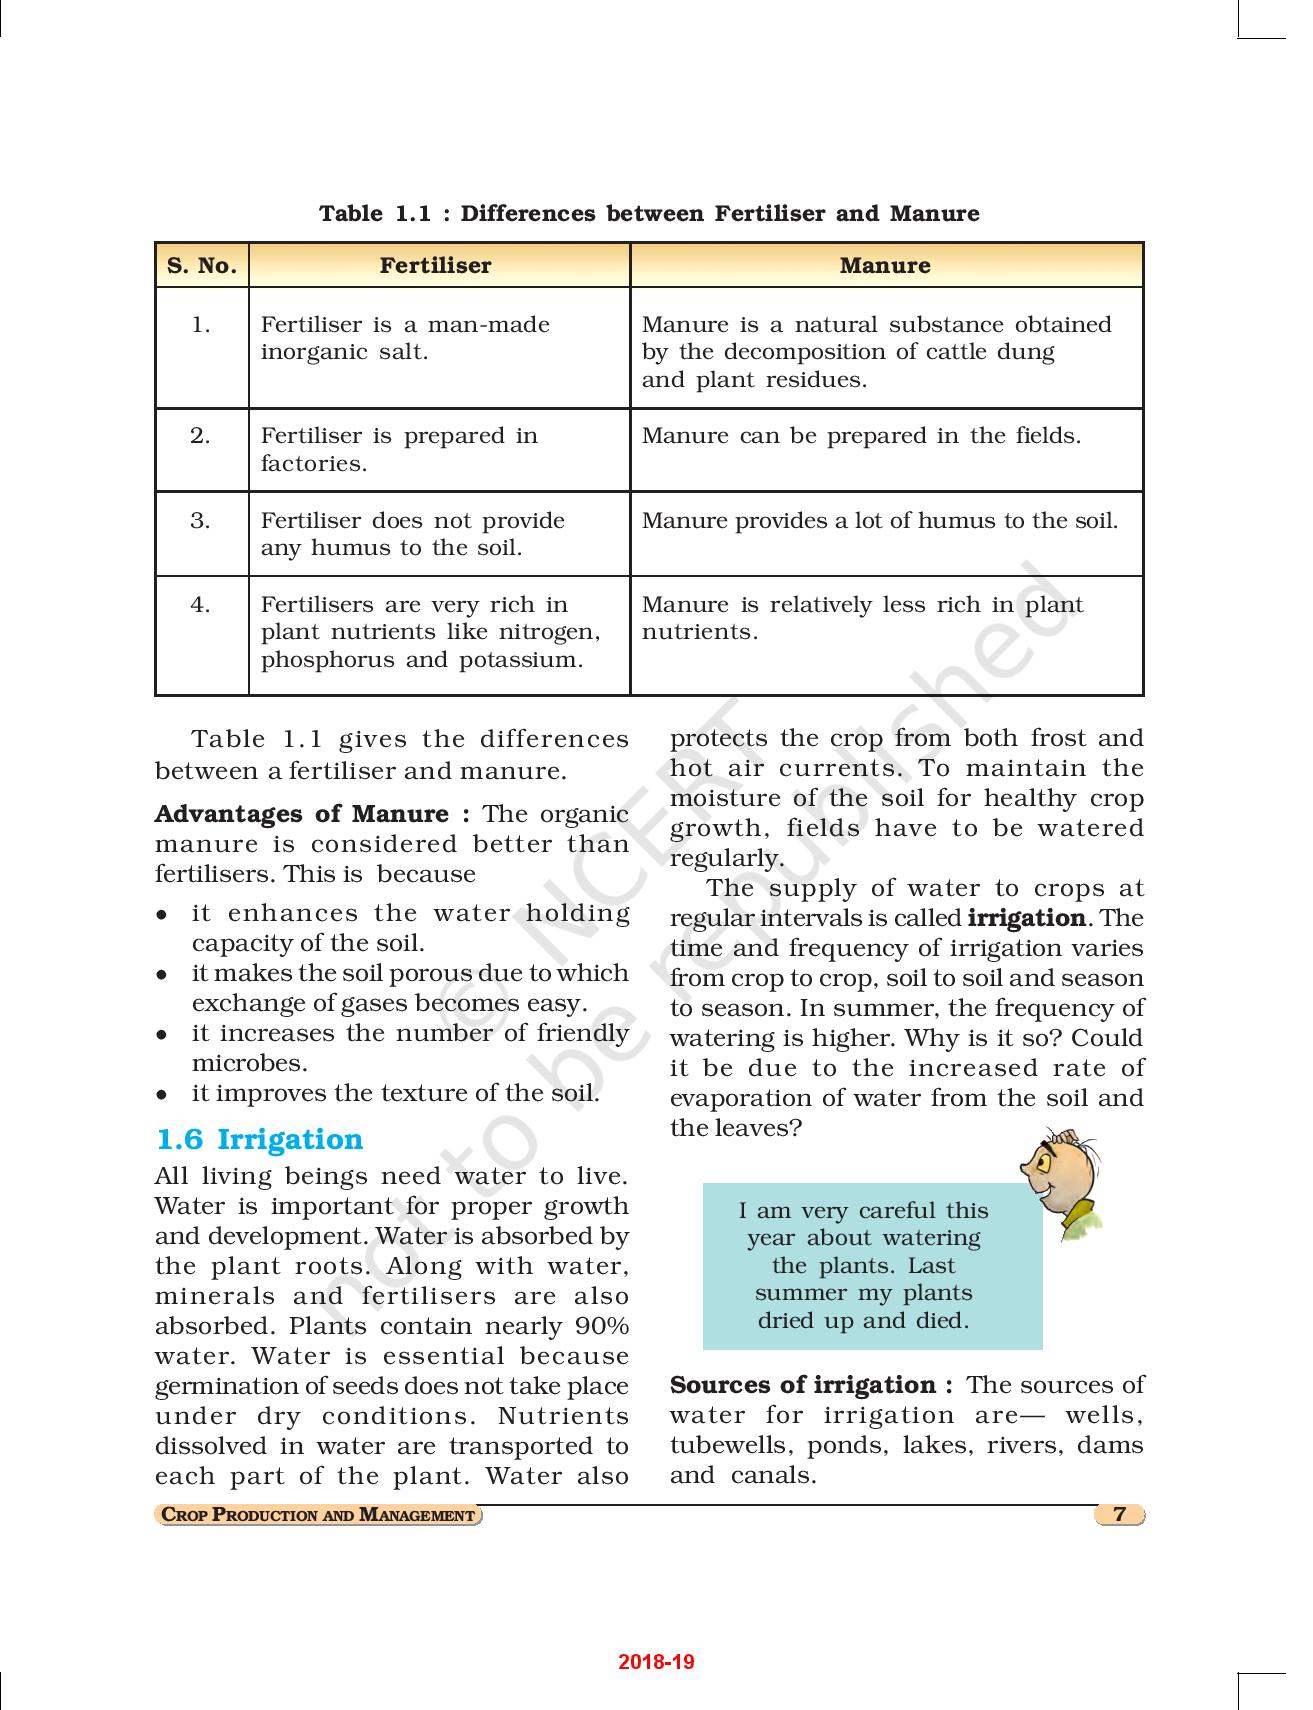 Table 1.1 : Differences between Fertiliser and Manure
S. No.
Fertiliser
Manure
1.
Fertiliser is a man-made
inorganic salt.
Manure is a natural substance obtained
by the decomposition of cattle dung
and plant residues.
2.
Fertiliser is prepared in
factories.
Manure can be prepared in the fields.
3.
Fertiliser does not provide
any humus to the soil.
Manure provides a lot of humus to the soil.
4.
Fertilisers are very rich in
plant nutrients like nitrogen,
phosphorus and potassium.
Manure is relatively less rich in plant
nutrients.
Table 1.1 gives the differences
between a fertiliser and manure.
Advantages of Manure : The organic
manure is considered better than
fertilisers. This is because
● it enhances the water holding
capacity of the soil.
● it makes the soil porous due to which
exchange of gases becomes easy.
● it increases the number of friendly
microbes.
● it improves the texture of the soil.
1.6 Irrigation
All living beings need water to live.
Water is important for proper growth
and development. Water is absorbed by
the plant roots. Along with water,
minerals and fertilisers are also
absorbed. Plants contain nearly 90%
water. Water is essential because
germination of seeds does not take place
under dry conditions. Nutrients
dissolved in water are transported to
each part of the plant. Water also
protects the crop from both frost and
hot air currents. To maintain the
moisture of the soil for healthy crop
growth, fields have to be watered
regularly.
The supply of water to crops at
regular intervals is called irrigation. The
time and frequency of irrigation varies
from crop to crop, soil to soil and season
to season. In summer, the frequency of
watering is higher. Why is it so? Could
it be due to the increased rate of
evaporation of water from the soil and
the leaves?
I am very careful this
year about watering
the plants. Last
summer my plants
dried up and died.
Sources of irrigation : The sources of
water for irrigation are— wells,
tubewells, ponds, lakes, rivers, dams
and canals.
CROP PRODUCTION AND MANAGEMENT
7
© NCERT
not to be republished
2018-19